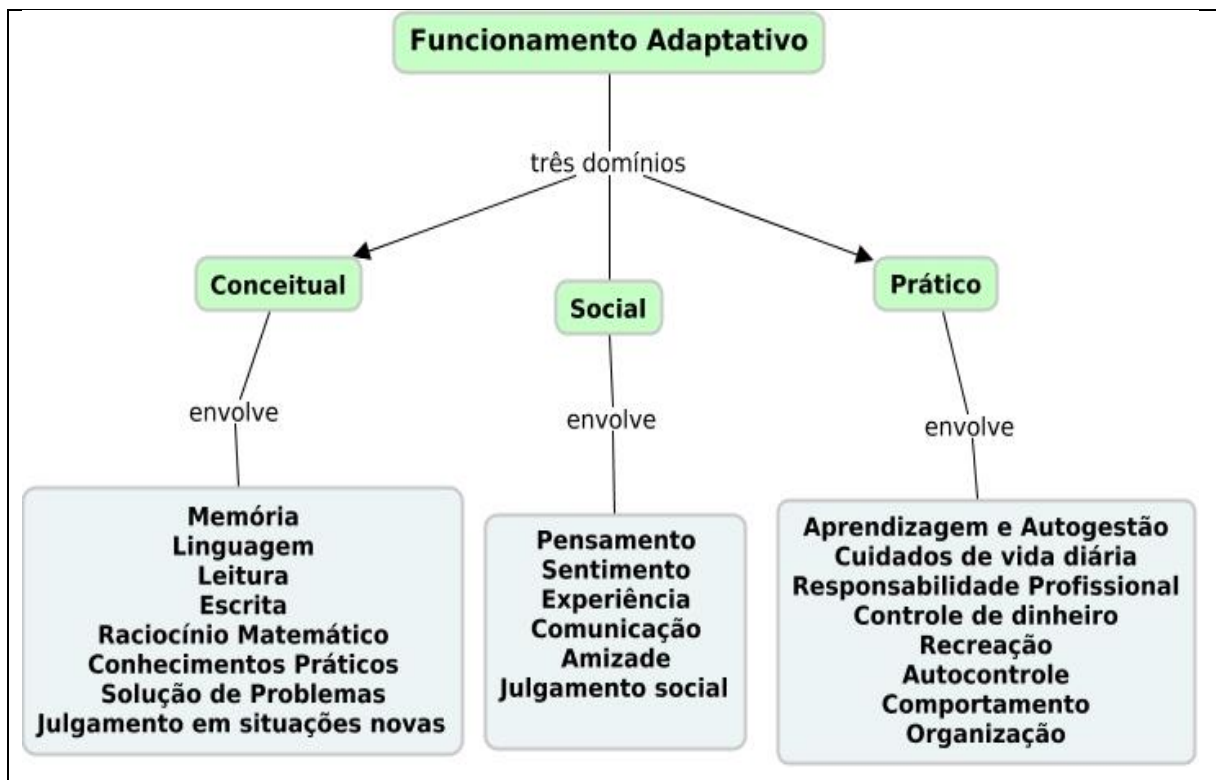 Funcionamento Adaptativo
três domínios
Conceitual
Social
Prático
envolve
envolve
envolve
Memória
Linguagem
Leitura
Escrita
Raciocínio Matemático
Conhecimentos Práticos
Solução de Problemas
Julgamento em situações novas
Pensamento
Sentimento
Experiência
Comunicação
Amizade
Julgamento social
Aprendizagem e Autogestão
Cuidados de vida diária
Responsabilidade Profissional
Controle de dinheiro
Recreação
Autocontrole
Comportamento
Organização